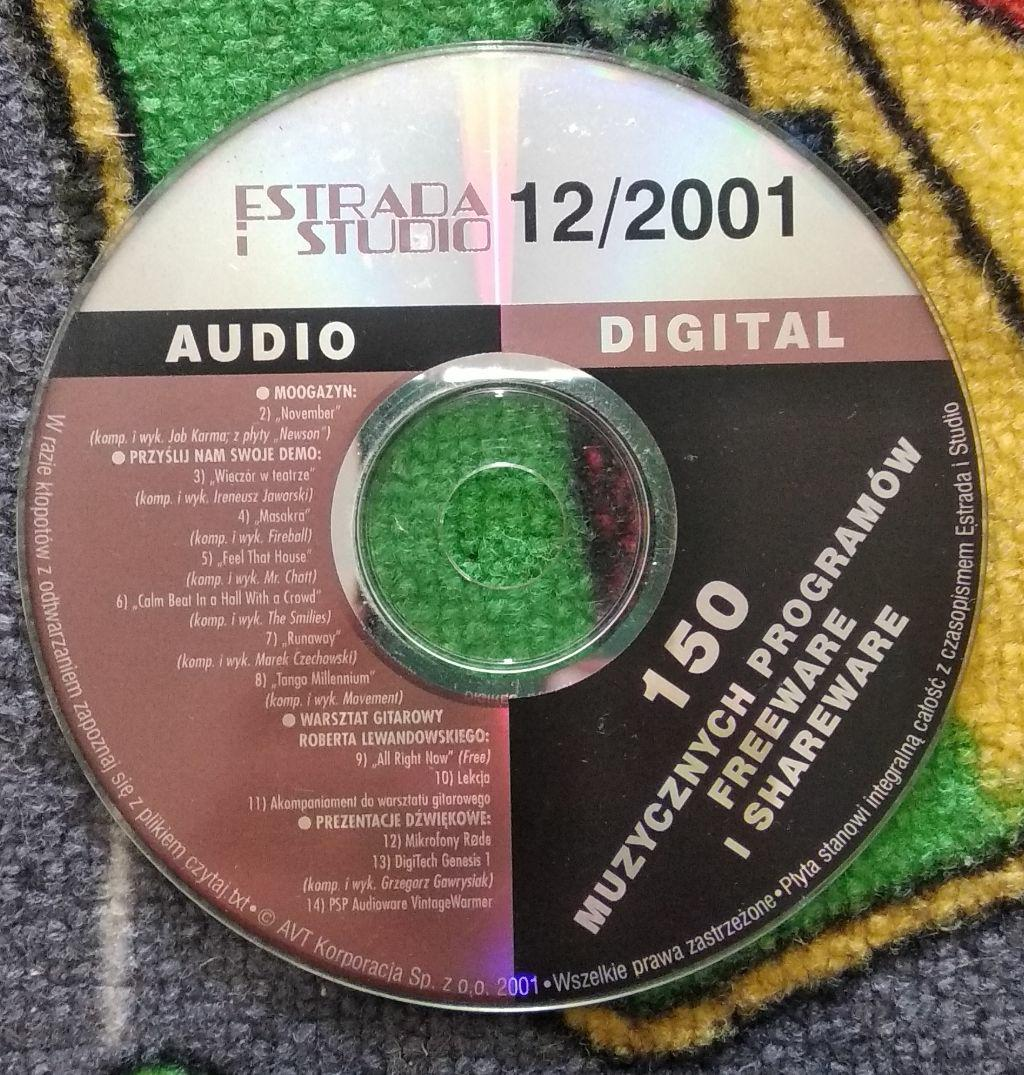 ESTRADA
i STUDIO
12/2001
AUDIO
DIGITAL
● MOOGAZYN:
2) „November”
(komp. i wyk. Job Karma; z płyty „Newson”)
● PRZYŚLIJ NAM SWOJE DEMO:
3) „Wieczór w teatrze”
(komp. i wyk. Ireneusz Jaworski)
4) „Masakra”
(komp. i wyk. Fireball)
5) „Feel That House”
(komp. i wyk. Mr. Chatt)
6) „Calm Beat In a Hall With a Crowd”
(komp. i wyk. The Smilies)
7) „Runaway”
(komp. i wyk. Marek Czechowski)
8) „Tango Millennium”
(komp. i wyk. Movement)
● WARSZTAT GITAROWY
ROBERTA LEWANDOWSKIEGO:
9) „All Right Now” (Free)
10) Lekcja
11) Akompaniament do warsztatu gitarowego
● PREZENTACJE DŹWIĘKOWE:
12) Mikrofony Røde
13) DigiTech Genesis 1
(komp. i wyk. Grzegorz Gawrysiak)
14) PSP Audioware VintageWarmer
150
MUZYCZNYCH PROGRAMÓW
FREEWARE
I SHAREWARE
W razie kłopotów z odtwarzaniem zapoznaj się z plikiem czytaj.txt • © AVT Korporacja Sp. z o.o. 2001 • Wszelkie prawa zastrzeżone • Płyta stanowi integralną całość z czasopismem Estrada i Studio